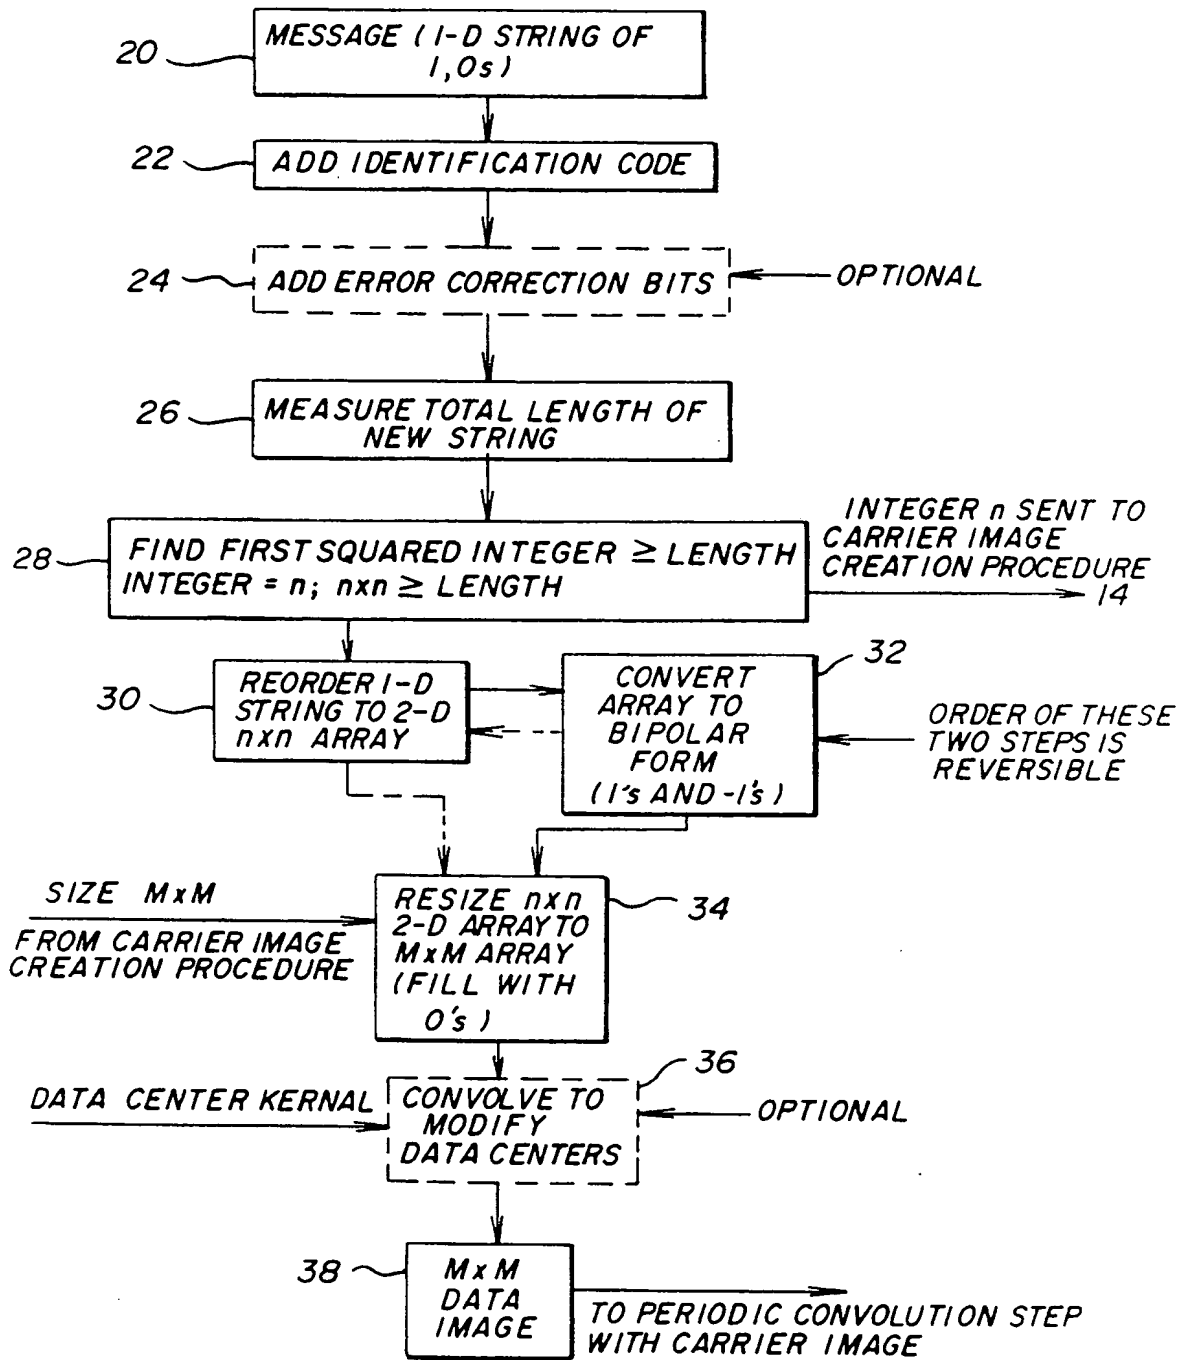 20
MESSAGE (1-D STRING OF
1,0s)
22
ADD IDENTIFICATION CODE
24
ADD ERROR CORRECTION BITS
OPTIONAL
26
MEASURE TOTAL LENGTH OF
NEW STRING
28
FIND FIRST SQUARED INTEGER ≥ LENGTH
INTEGER = n; nxn ≥ LENGTH
INTEGER n SENT TO
CARRIER IMAGE
CREATION PROCEDURE
14
30
REORDER 1-D
STRING TO 2-D
nxn ARRAY
32
CONVERT
ARRAY TO
BIPOLAR
FORM
(1's AND -1's)
ORDER OF THESE
TWO STEPS IS
REVERSIBLE
SIZE MxM
FROM CARRIER IMAGE
CREATION PROCEDURE
34
RESIZE nxn
2-D ARRAY TO
MxM ARRAY
(FILL WITH
0's)
DATA CENTER KERNAL
36
CONVOLVE TO
MODIFY
DATA CENTERS
OPTIONAL
38
MxM
DATA
IMAGE
TO PERIODIC CONVOLUTION STEP
WITH CARRIER IMAGE